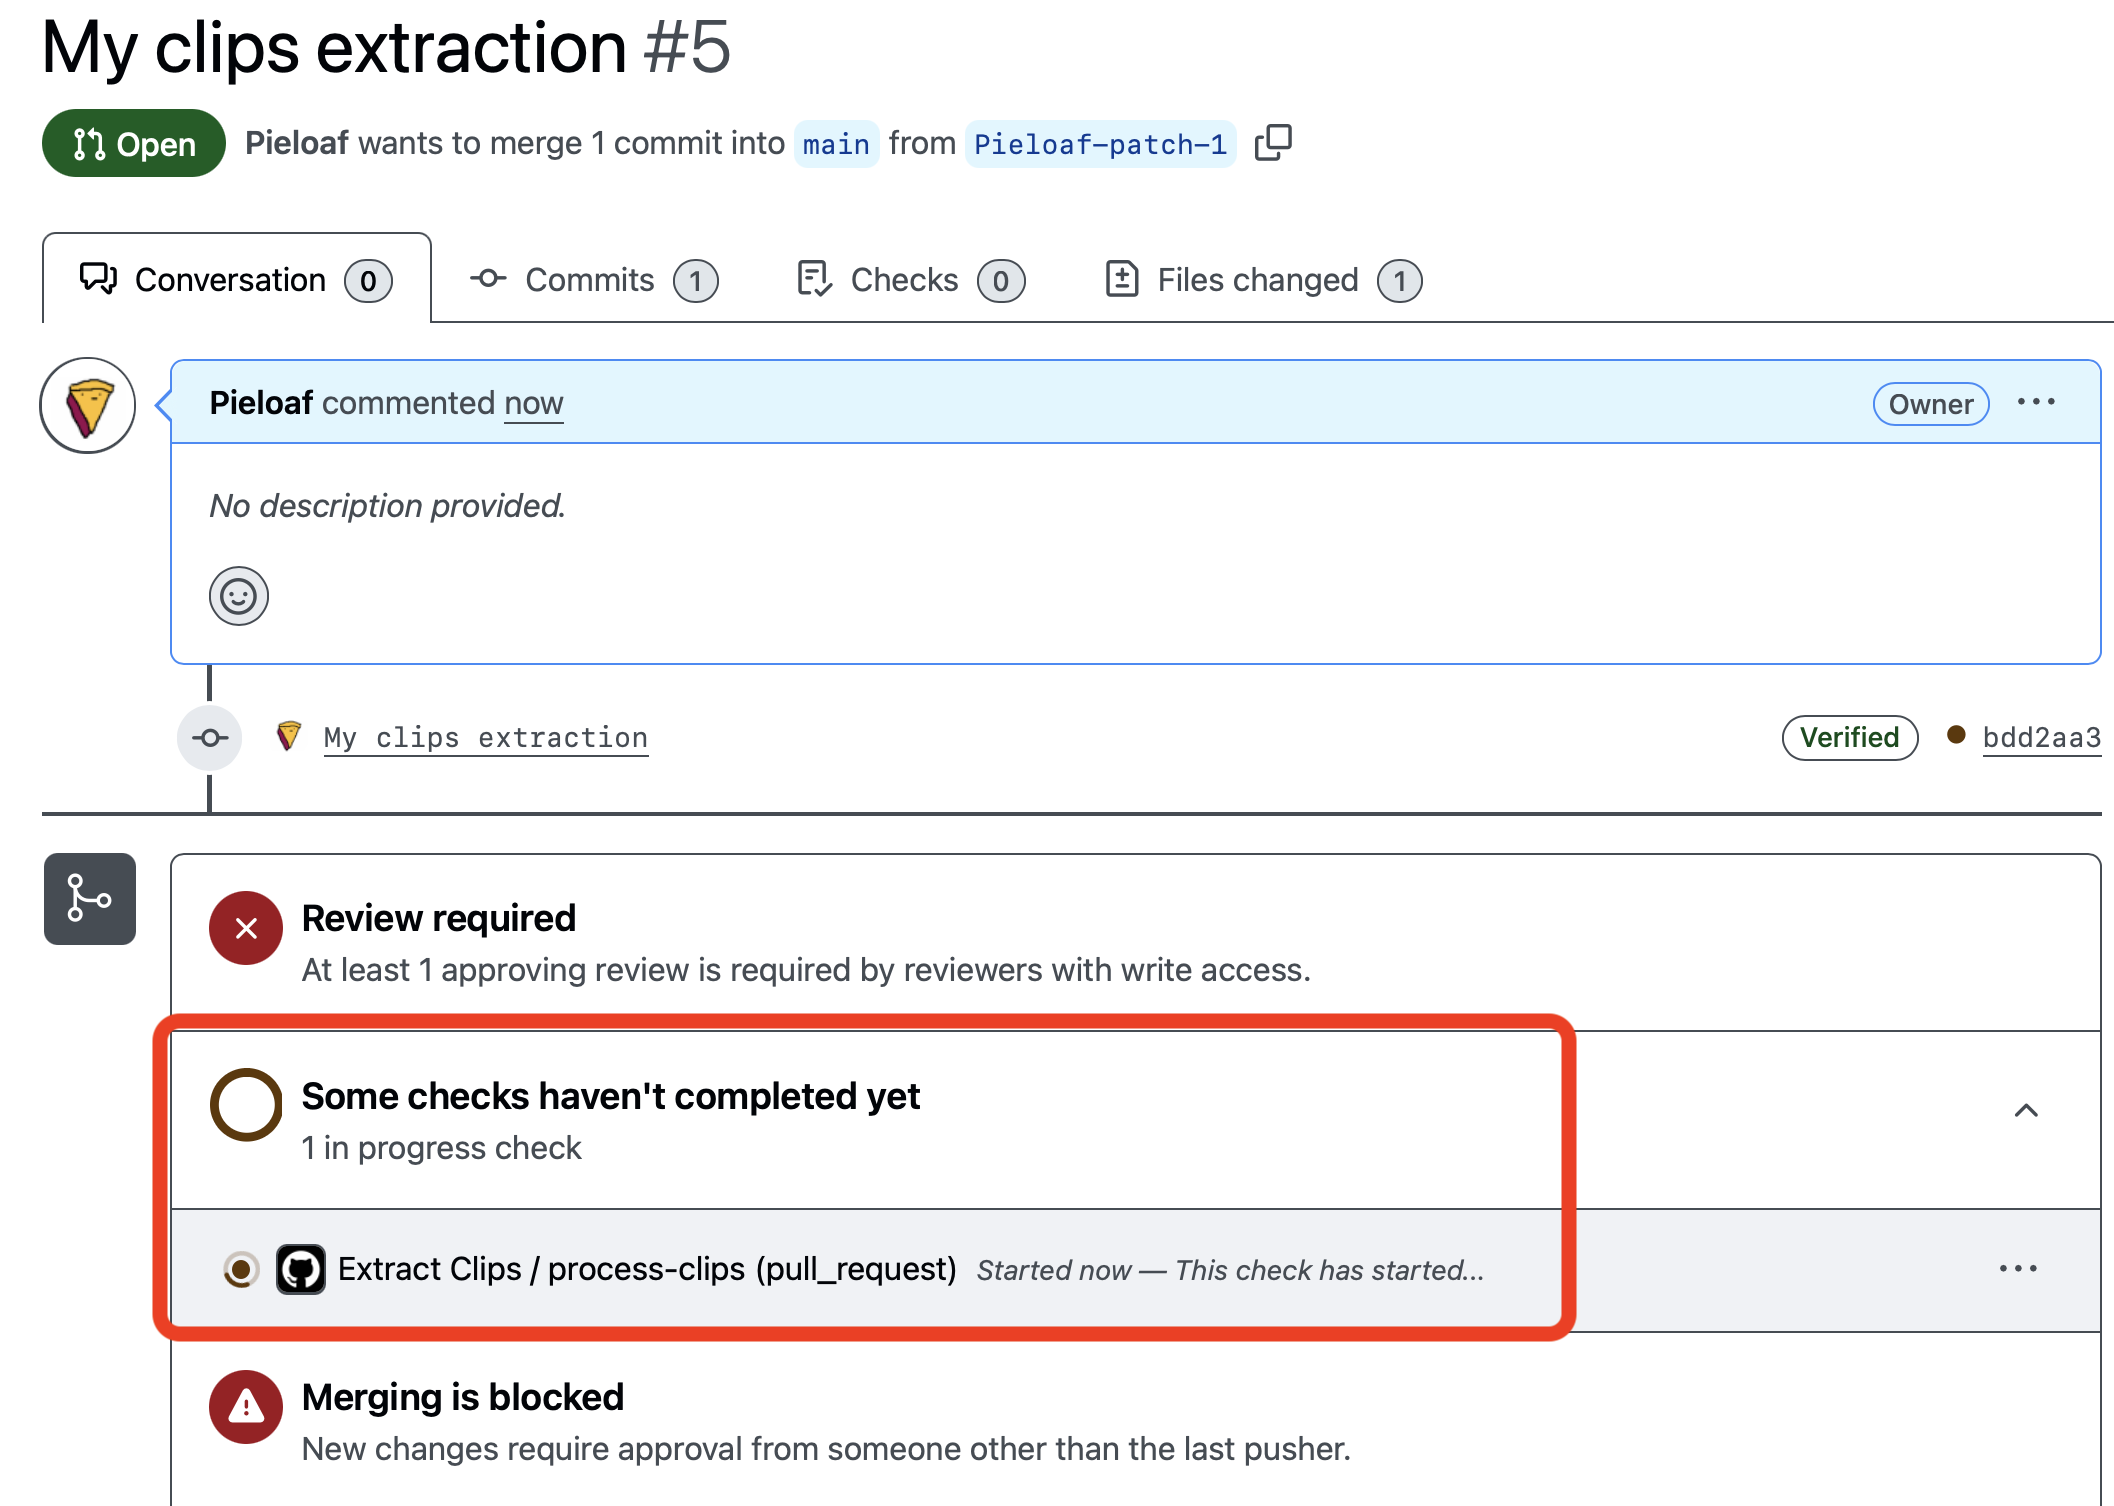 My clips extraction #5
Open Pieloaf wants to merge 1 commit into main from Pieloaf-patch-1
Conversation 0 Commits 1 Checks 0 Files changed 1
Pieloaf commented now Owner
No description provided.
My clips extraction Verified bdd2aa3
Review required
At least 1 approving review is required by reviewers with write access.
Some checks haven't completed yet
1 in progress check
Extract Clips / process-clips (pull_request) Started now — This check has started...
Merging is blocked
New changes require approval from someone other than the last pusher.